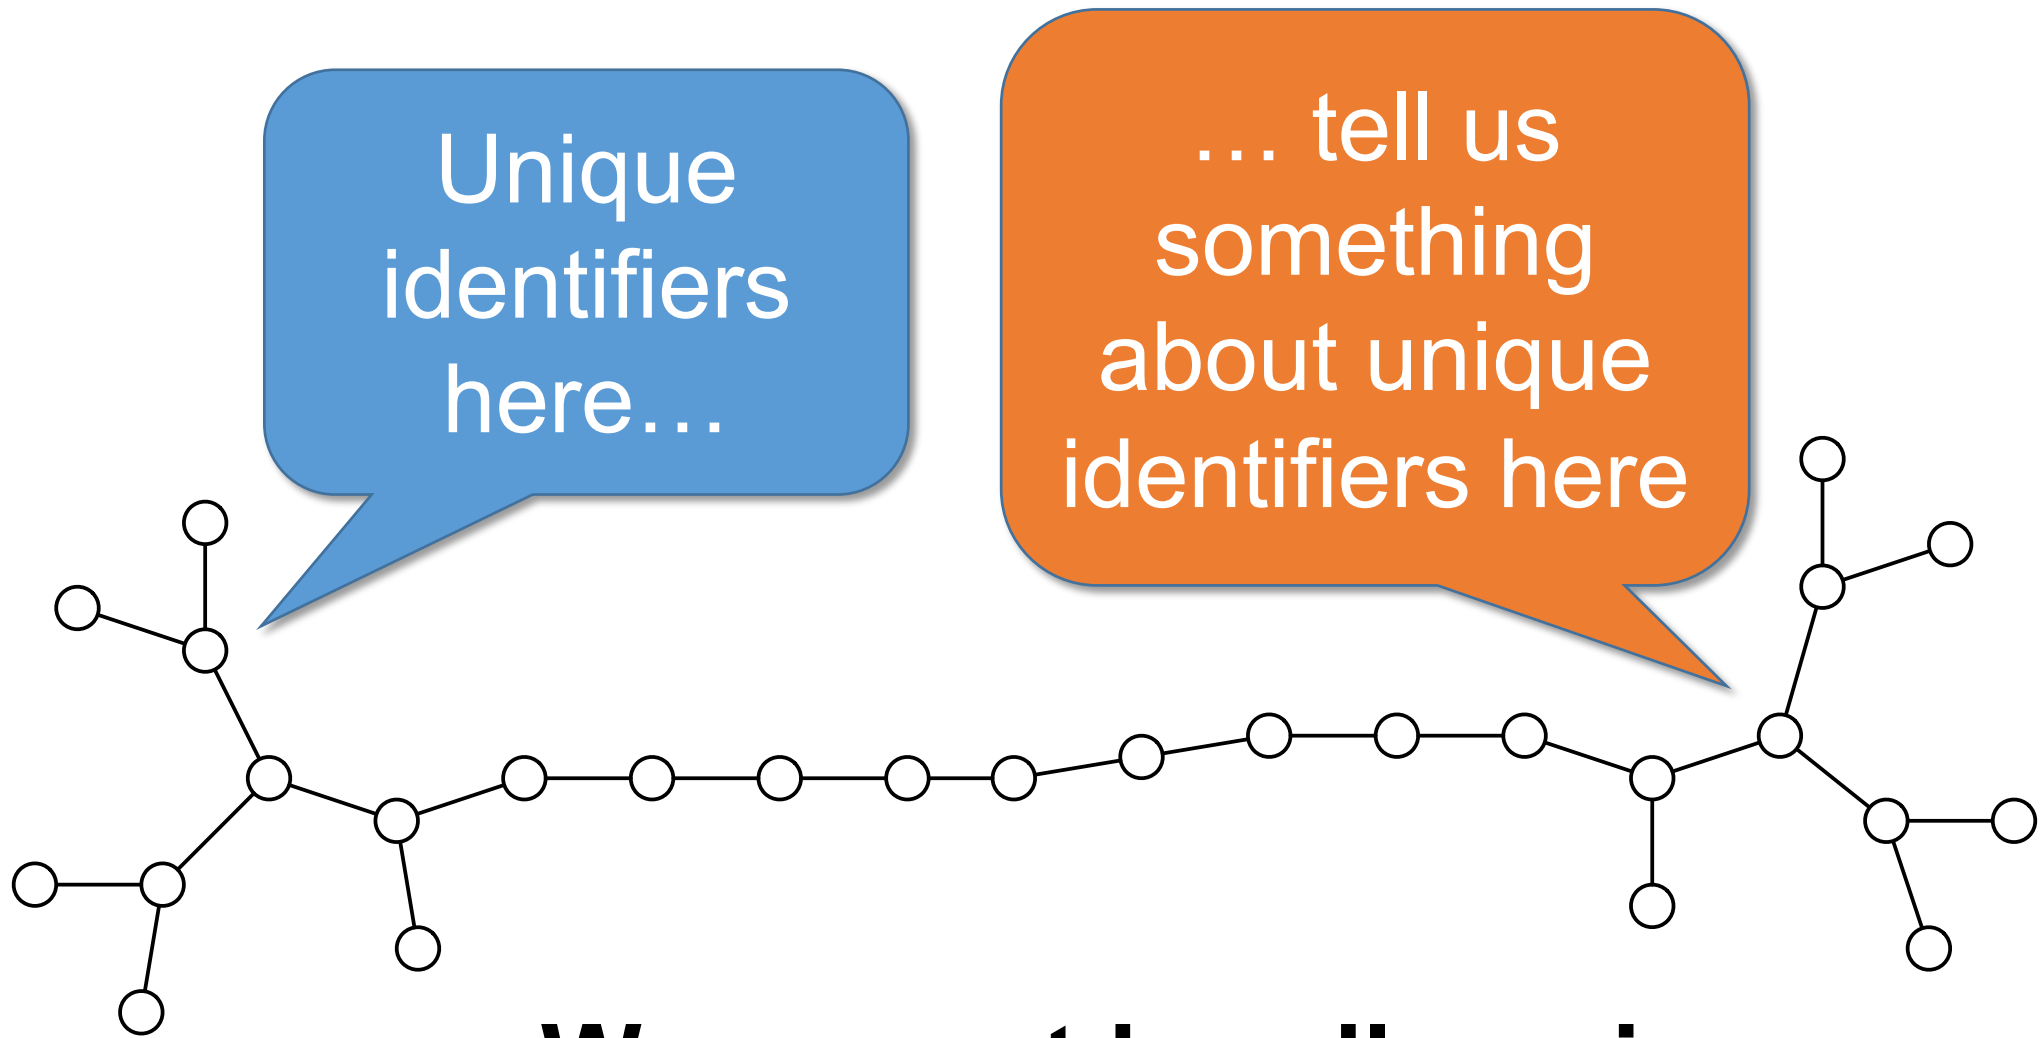 Unique
identifiers
here…
… tell us
something
about unique
identifiers here